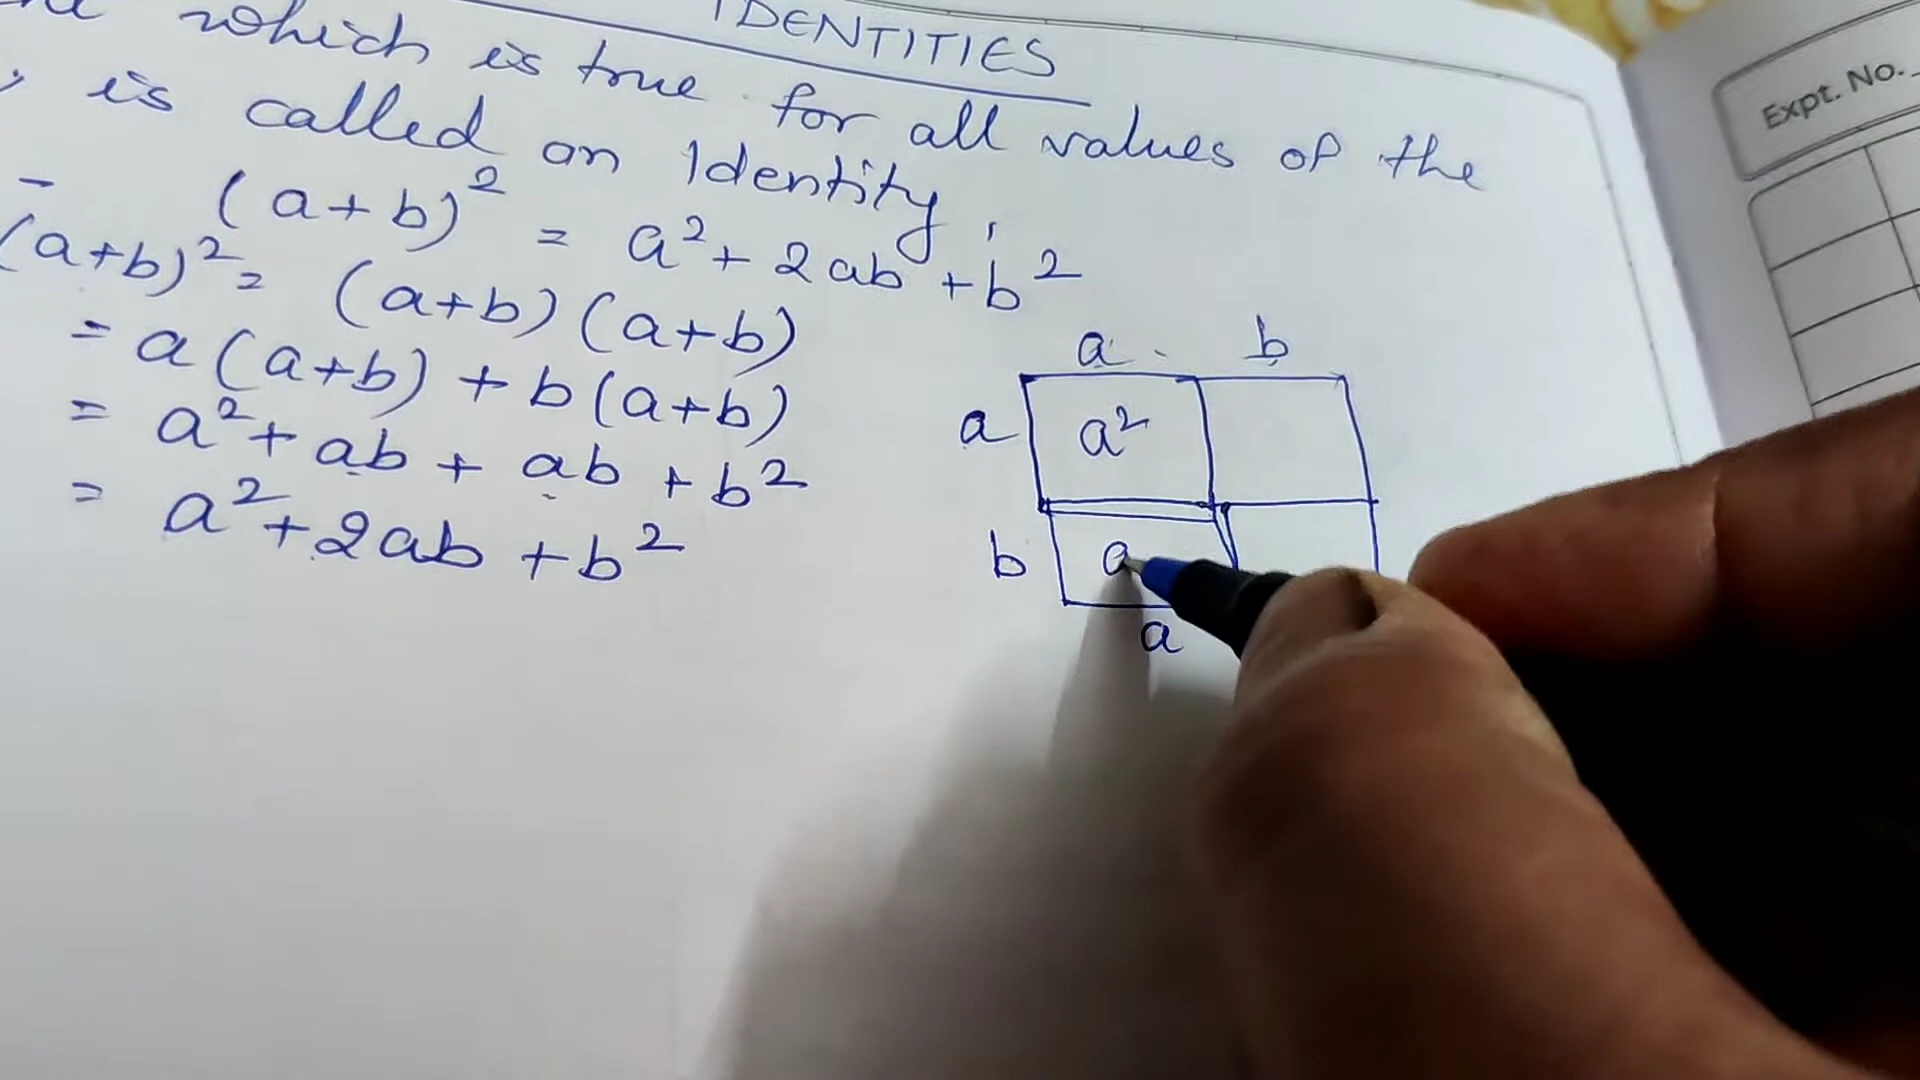 IDENTITIES
which is true for all values of the
is called an Identity.
(a+b)² = a²+2ab+b²
(a+b)² = (a+b)(a+b)
= a(a+b)+b(a+b)
= a²+ab+ab+b²
= a²+2ab+b²
a b
a a²
b a
a
Expt. No.